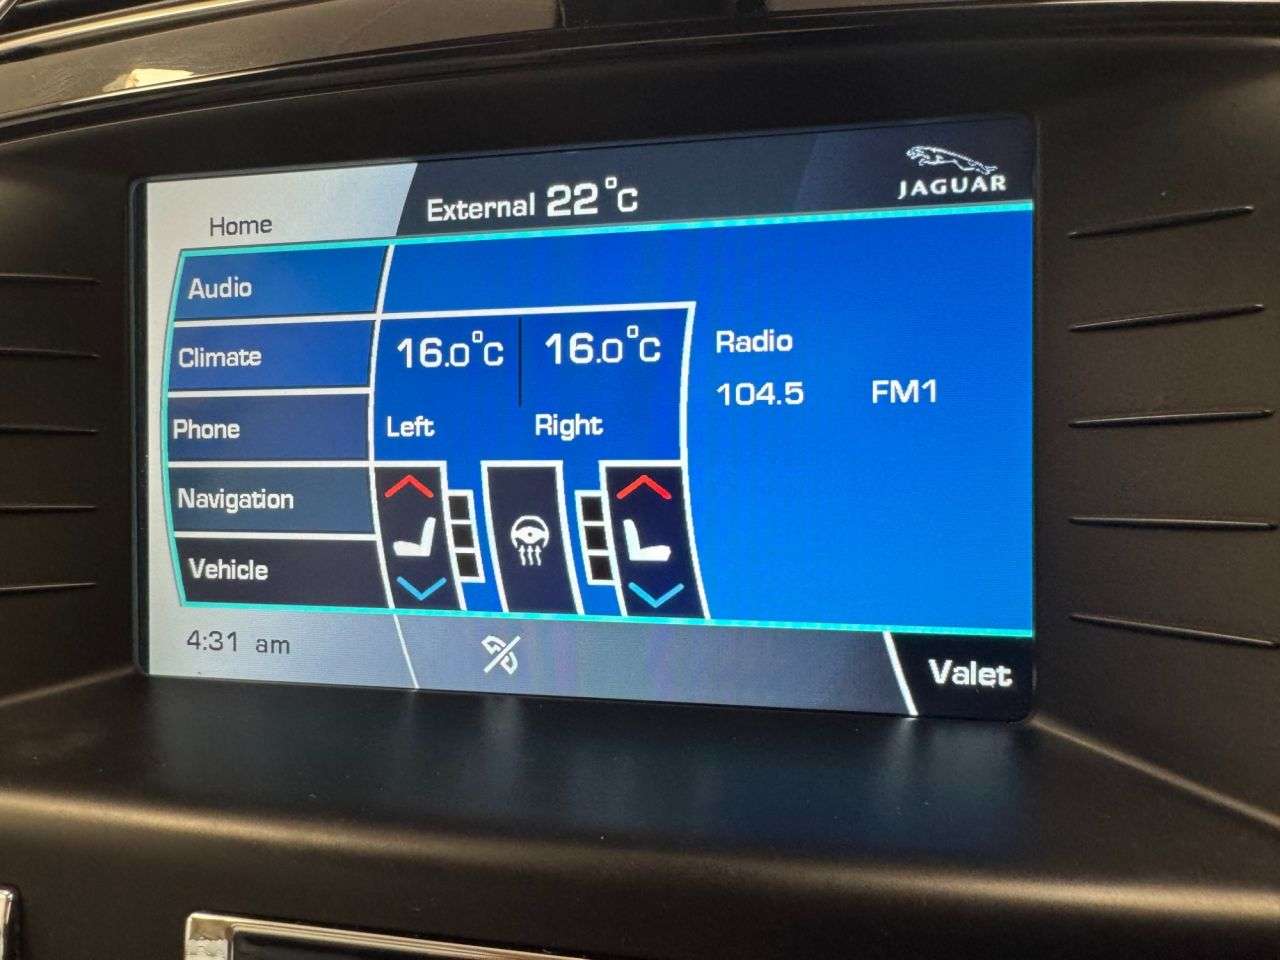 Home
External 22°C
JAGUAR
Audio
Climate
Phone
Navigation
Vehicle
16.0°C 16.0°C
Left Right
Radio
104.5 FM1
4:31 am
Valet